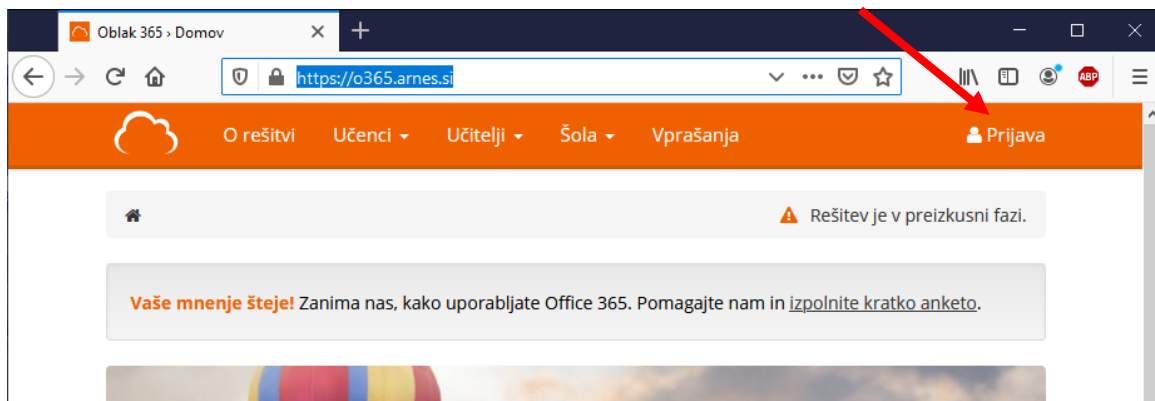 Oblak 365 › Domov
https://o365.arnes.si
ABP
O rešitvi Učenci Učitelji Šola Vprašanja Prijava
Rešitev je v preizkusni fazi.
Vaše mnenje šteje! Zanima nas, kako uporabljate Office 365. Pomagajte nam in izpolnite kratko anketo.